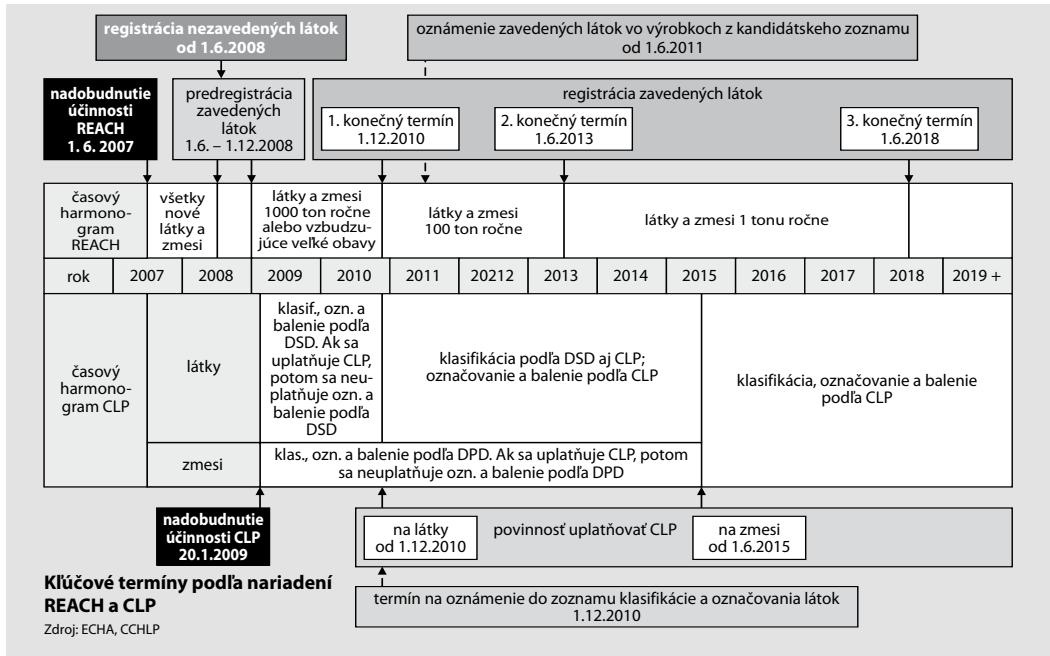 registrácia nezavedených látok
od 1.6.2008
oznámenie zavedených látok vo výrobkoch z kandidátskeho zoznamu
od 1.6.2011
nadobudnutie
účinnosti
REACH
1. 6. 2007
predregistrácia
zavedených
látok
1.6. – 1.12.2008
registrácia zavedených látok
1. konečný termín
1.12.2010
2. konečný termín
1.6.2013
3. konečný termín
1.6.2018
časový
harmono-
gram
REACH
všetky
nové
látky a
zmesi
látky a zmesi
1000 ton ročne
alebo vzbudzu-
júce veľké obavy
látky a zmesi
100 ton ročne
látky a zmesi 1 tonu ročne
rok 2007 2008 2009 2010 2011 20212 2013 2014 2015 2016 2017 2018 2019 +
časový
harmono-
gram CLP
látky
klasif., ozn. a
balenie podľa
DSD. Ak sa
uplatňuje CLP,
potom sa neu-
platňuje ozn. a
balenie podľa
DSD
klasifikácia podľa DSD aj CLP;
označovanie a balenie podľa CLP
klasifikácia, označovanie a balenie
podľa CLP
zmesi
klas., ozn. a balenie podľa DPD. Ak sa uplatňuje CLP, potom
sa neuplatňuje ozn. a balenie podľa DPD
nadobudnutie
účinnosti CLP
20.1.2009
na látky
od 1.12.2010
povinnosť uplatňovať CLP
na zmesi
od 1.6.2015
termín na oznámenie do zoznamu klasifikácie a označovania látok
1.12.2010
Kľúčové termíny podľa nariadení
REACH a CLP
Zdroj: ECHA, CCHLP